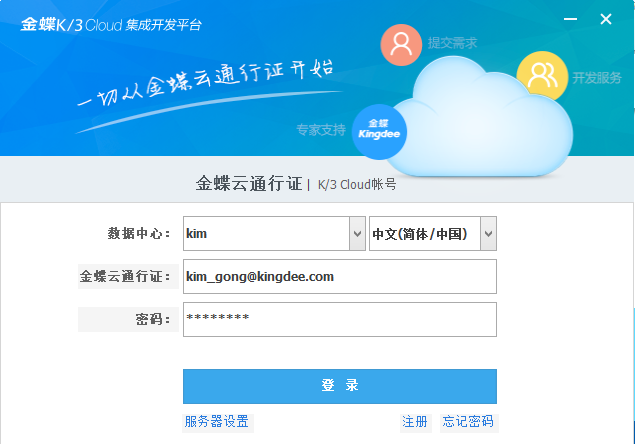 金蝶K/3 Cloud 集成开发平台
提交需求
一切从金蝶云通行证开始
开发服务
专家支持
金蝶
Kingdee
金蝶云通行证 | K/3 Cloud帐号
数据中心： kim 中文(简体/中国)
金蝶云通行证： kim_gong@kingdee.com
密码： ********
登 录
服务器设置 注册 忘记密码